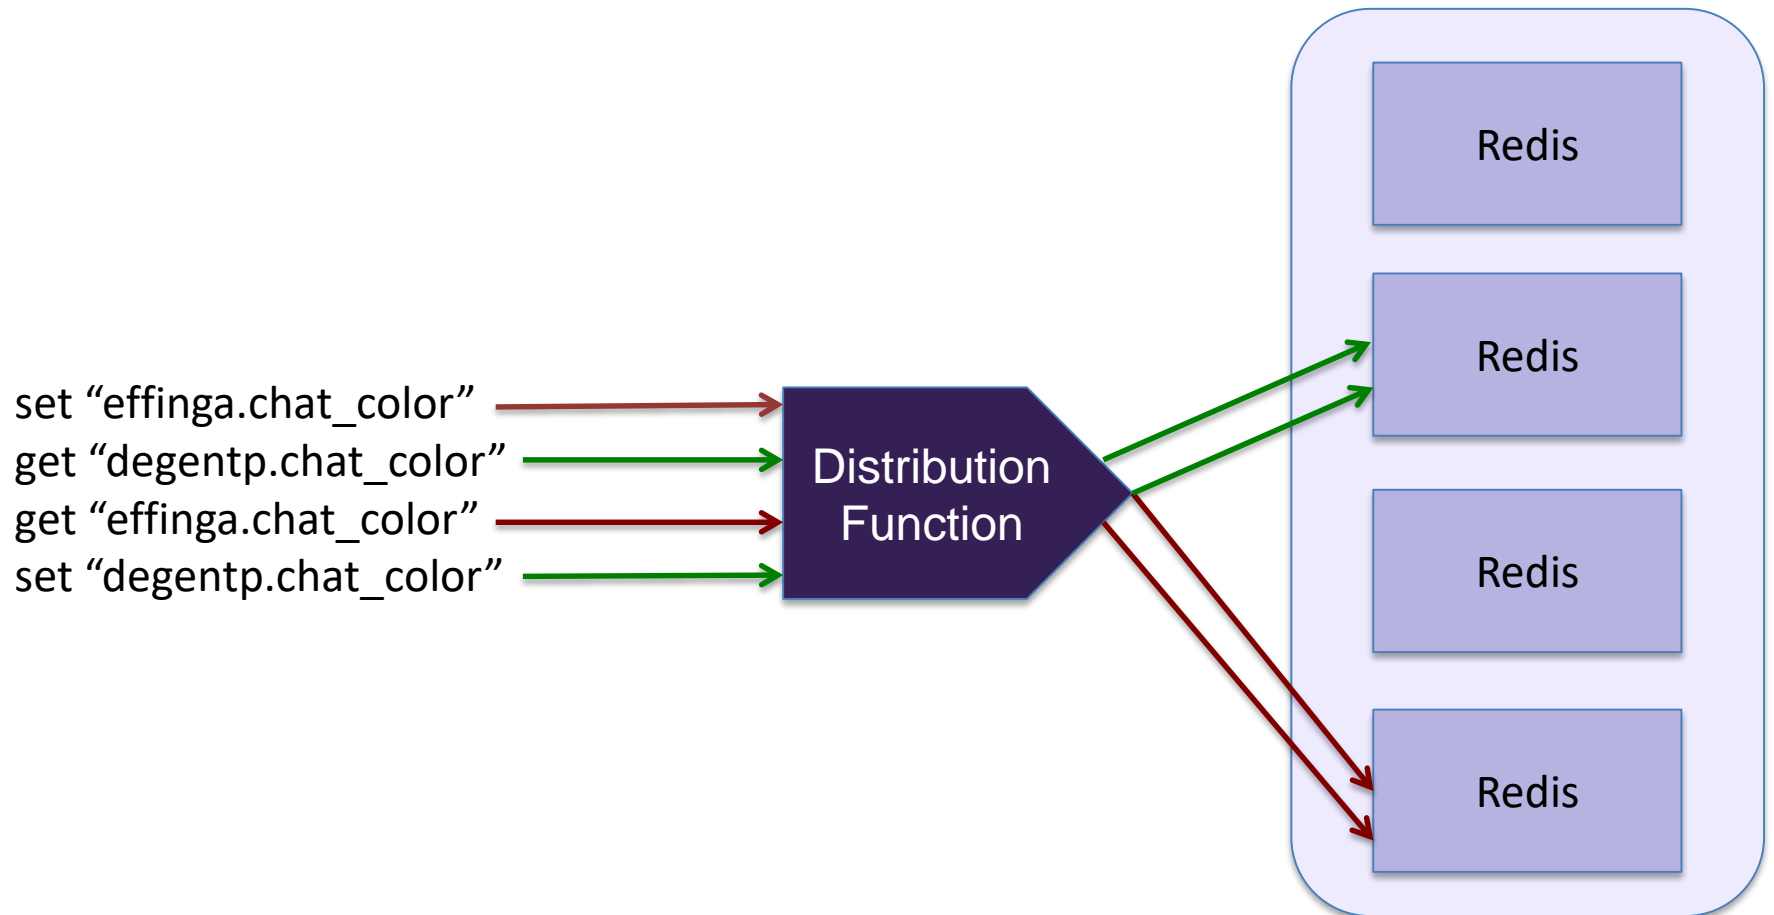 set “effinga.chat_color”
get “degentp.chat_color”
get “effinga.chat_color”
set “degentp.chat_color”
Distribution
Function
Redis
Redis
Redis
Redis